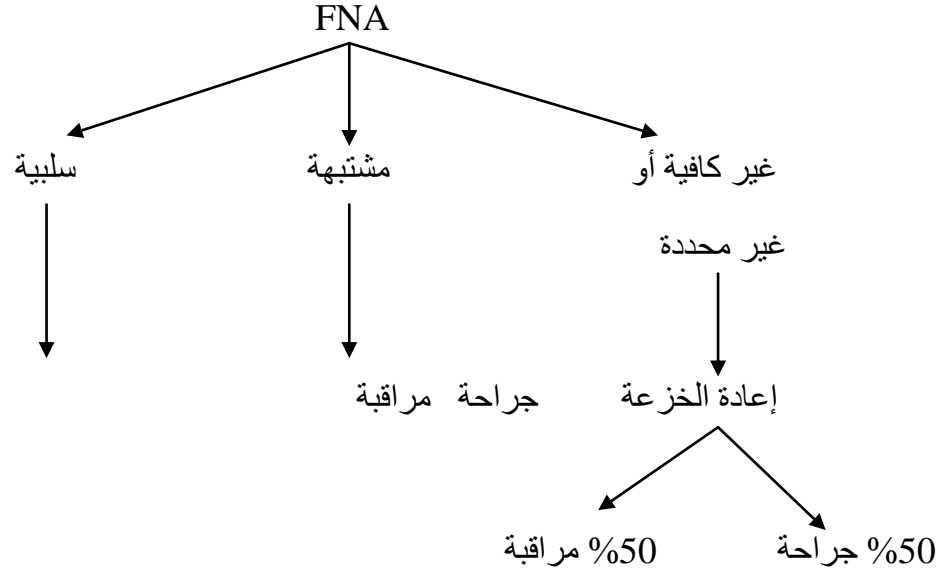 FNA
غير كافية أو
غير محددة
مشتبهة
سلبية
إعادة الخزعة
جراحة مراقبة
50% جراحة
50% مراقبة